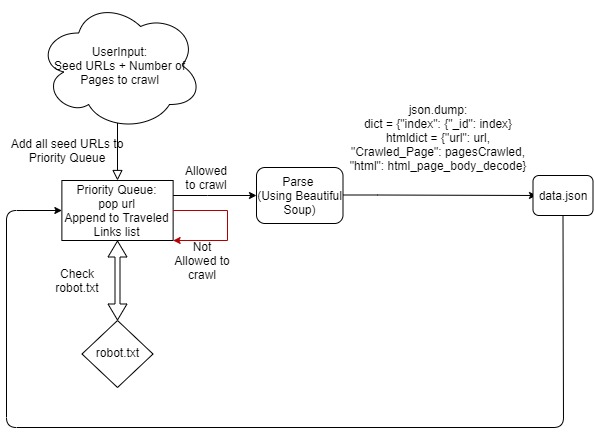 UserInput:
Seed URLs + Number of
Pages to crawl
Add all seed URLs to
Priority Queue
Priority Queue:
pop url
Append to Traveled
Links list
Allowed
to crawl
Not
Allowed to
crawl
Check
robot.txt
robot.txt
Parse
(Using Beautiful
Soup)
json.dump:
dict = {"index": {"_id": index}
htmldict = {"url": url,
"Crawled_Page": pagesCrawled,
"html": html_page_body_decode}
data.json